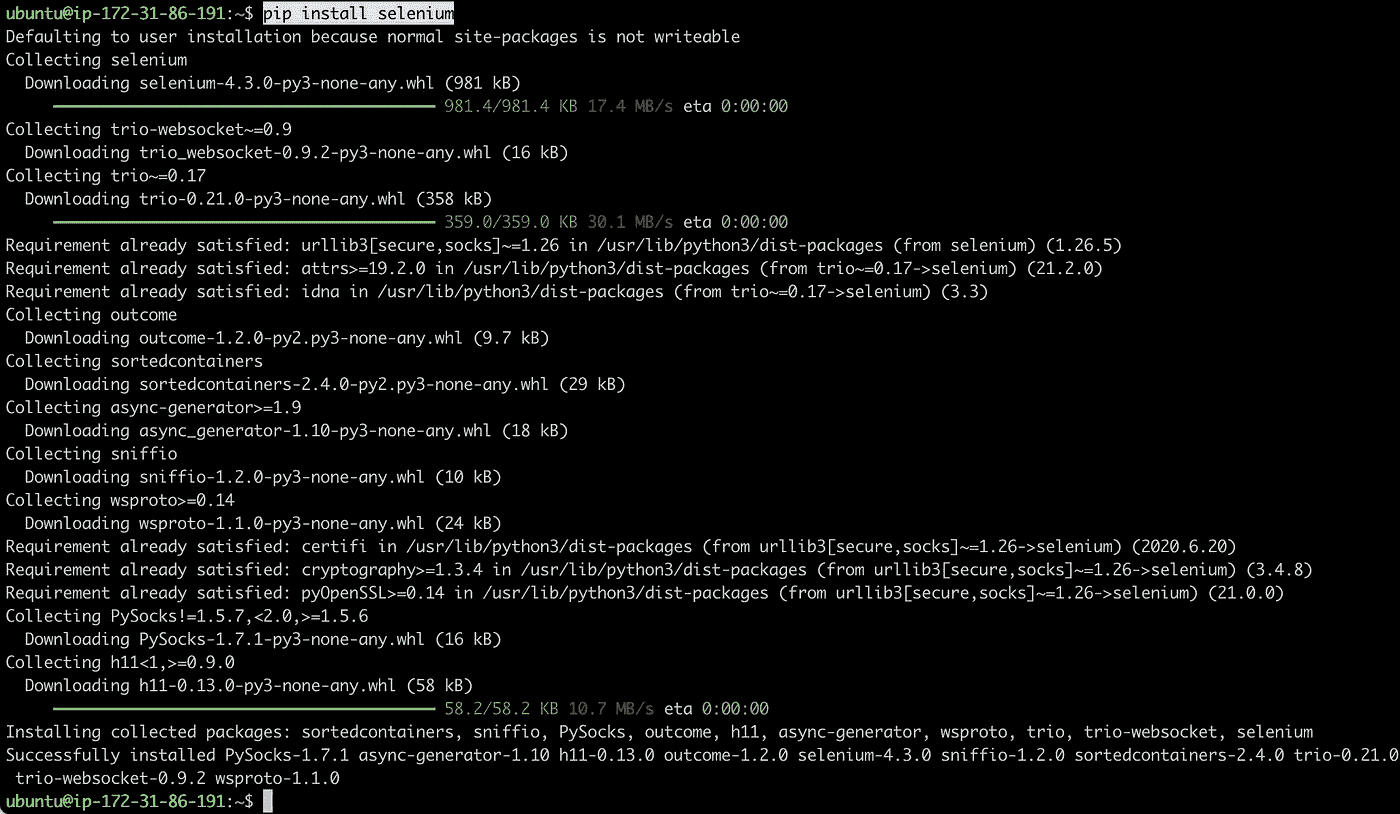 ubuntu@ip-172-31-86-191:~$ pip install selenium
Defaulting to user installation because normal site-packages is not writeable
Collecting selenium
  Downloading selenium-4.3.0-py3-none-any.whl (981 kB)
     ━━━━━━━━━━━━━━━━━━━━━━━━━━━━━━━━━━━━━━━━ 981.4/981.4 KB 17.4 MB/s eta 0:00:00
Collecting trio-websocket~=0.9
  Downloading trio_websocket-0.9.2-py3-none-any.whl (16 kB)
Collecting trio~=0.17
  Downloading trio-0.21.0-py3-none-any.whl (358 kB)
     ━━━━━━━━━━━━━━━━━━━━━━━━━━━━━━━━━━━━━━━━ 359.0/359.0 KB 30.1 MB/s eta 0:00:00
Requirement already satisfied: urllib3[secure,socks]~=1.26 in /usr/lib/python3/dist-packages (from selenium) (1.26.5)
Requirement already satisfied: attrs>=19.2.0 in /usr/lib/python3/dist-packages (from trio~=0.17->selenium) (21.2.0)
Requirement already satisfied: idna in /usr/lib/python3/dist-packages (from trio~=0.17->selenium) (3.3)
Collecting outcome
  Downloading outcome-1.2.0-py2.py3-none-any.whl (9.7 kB)
Collecting sortedcontainers
  Downloading sortedcontainers-2.4.0-py2.py3-none-any.whl (29 kB)
Collecting async-generator>=1.9
  Downloading async_generator-1.10-py3-none-any.whl (18 kB)
Collecting sniffio
  Downloading sniffio-1.2.0-py3-none-any.whl (10 kB)
Collecting wsproto>=0.14
  Downloading wsproto-1.1.0-py3-none-any.whl (24 kB)
Requirement already satisfied: certifi in /usr/lib/python3/dist-packages (from urllib3[secure,socks]~=1.26->selenium) (2020.6.20)
Requirement already satisfied: cryptography>=1.3.4 in /usr/lib/python3/dist-packages (from urllib3[secure,socks]~=1.26->selenium) (3.4.8)
Requirement already satisfied: pyOpenSSL>=0.14 in /usr/lib/python3/dist-packages (from urllib3[secure,socks]~=1.26->selenium) (21.0.0)
Collecting PySocks!=1.5.7,<2.0,>=1.5.6
  Downloading PySocks-1.7.1-py3-none-any.whl (16 kB)
Collecting h11<1,>=0.9.0
  Downloading h11-0.13.0-py3-none-any.whl (58 kB)
     ━━━━━━━━━━━━━━━━━━━━━━━━━━━━━━━━━━━━━━━━ 58.2/58.2 KB 10.7 MB/s eta 0:00:00
Installing collected packages: sortedcontainers, sniffio, PySocks, outcome, h11, async-generator, wsproto, trio, trio-websocket, selenium
Successfully installed PySocks-1.7.1 async-generator-1.10 h11-0.13.0 outcome-1.2.0 selenium-4.3.0 sniffio-1.2.0 sortedcontainers-2.4.0 trio-0.21.0
 trio-websocket-0.9.2 wsproto-1.1.0
ubuntu@ip-172-31-86-191:~$